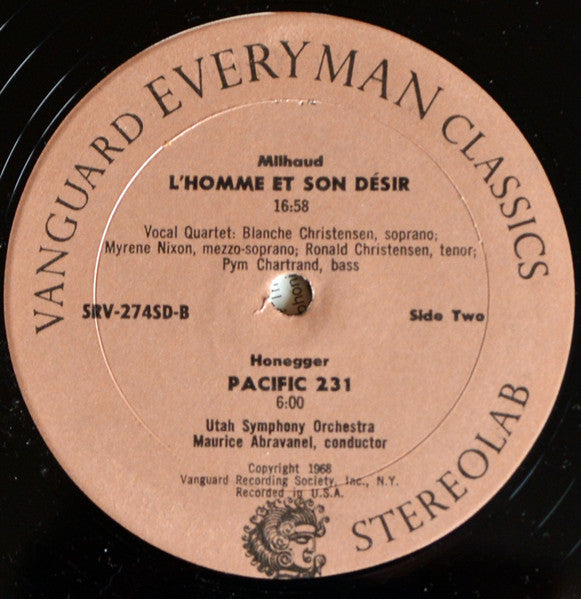 VANGUARD EVERYMAN CLASSICS
Milhaud
L'HOMME ET SON DÉSIR
16:58
Vocal Quartet: Blanche Christensen, soprano;
Myrene Nixon, mezzo-soprano; Ronald Christensen, tenor;
Pym Chartrand, bass
SRV-274SD-B
Side Two
Honegger
PACIFIC 231
6:00
Utah Symphony Orchestra
Maurice Abravanel, conductor
Copyright 1968
Vanguard Recording Society, Inc., N.Y.
Recorded in U.S.A.
STEREOLAB